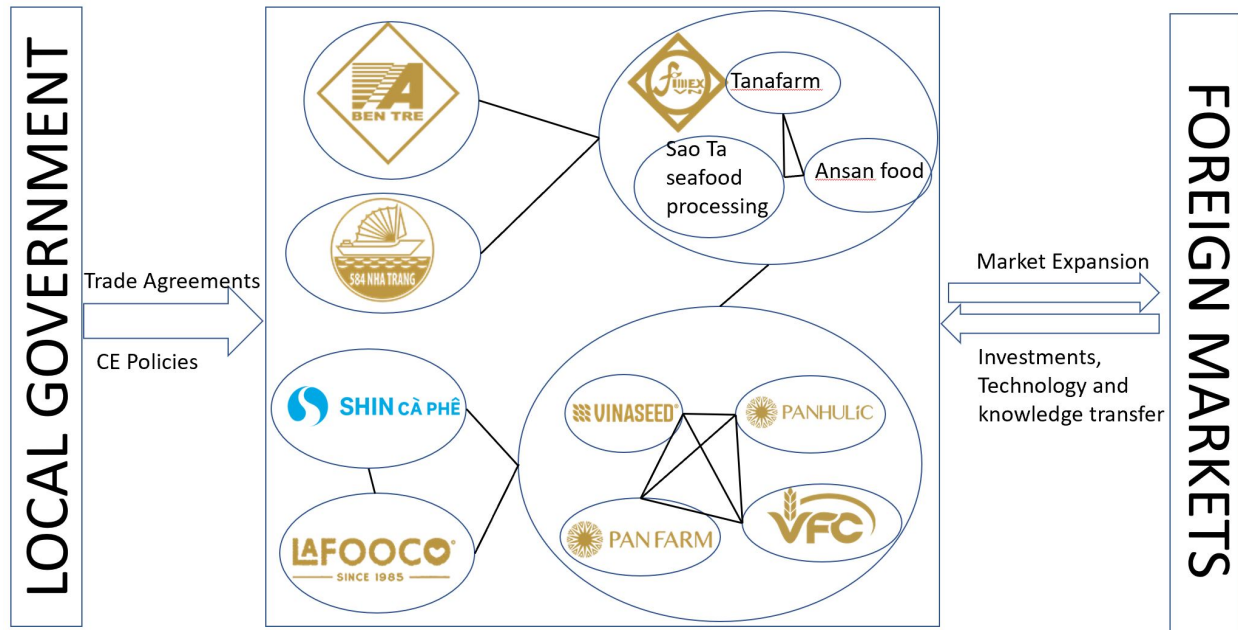 LOCAL GOVERNMENT
Trade Agreements
CE Policies
A
BEN TRE
584 NHA TRANG
FIMEX
VN
Tanafarm
Sao Ta
seafood
processing
Ansan food
SHIN CÀ PHÊ
LAFOOCO
SINCE 1985
VINASEED
PANHULiC
PAN FARM
VFC
Market Expansion
Investments,
Technology and
knowledge transfer
FOREIGN MARKETS